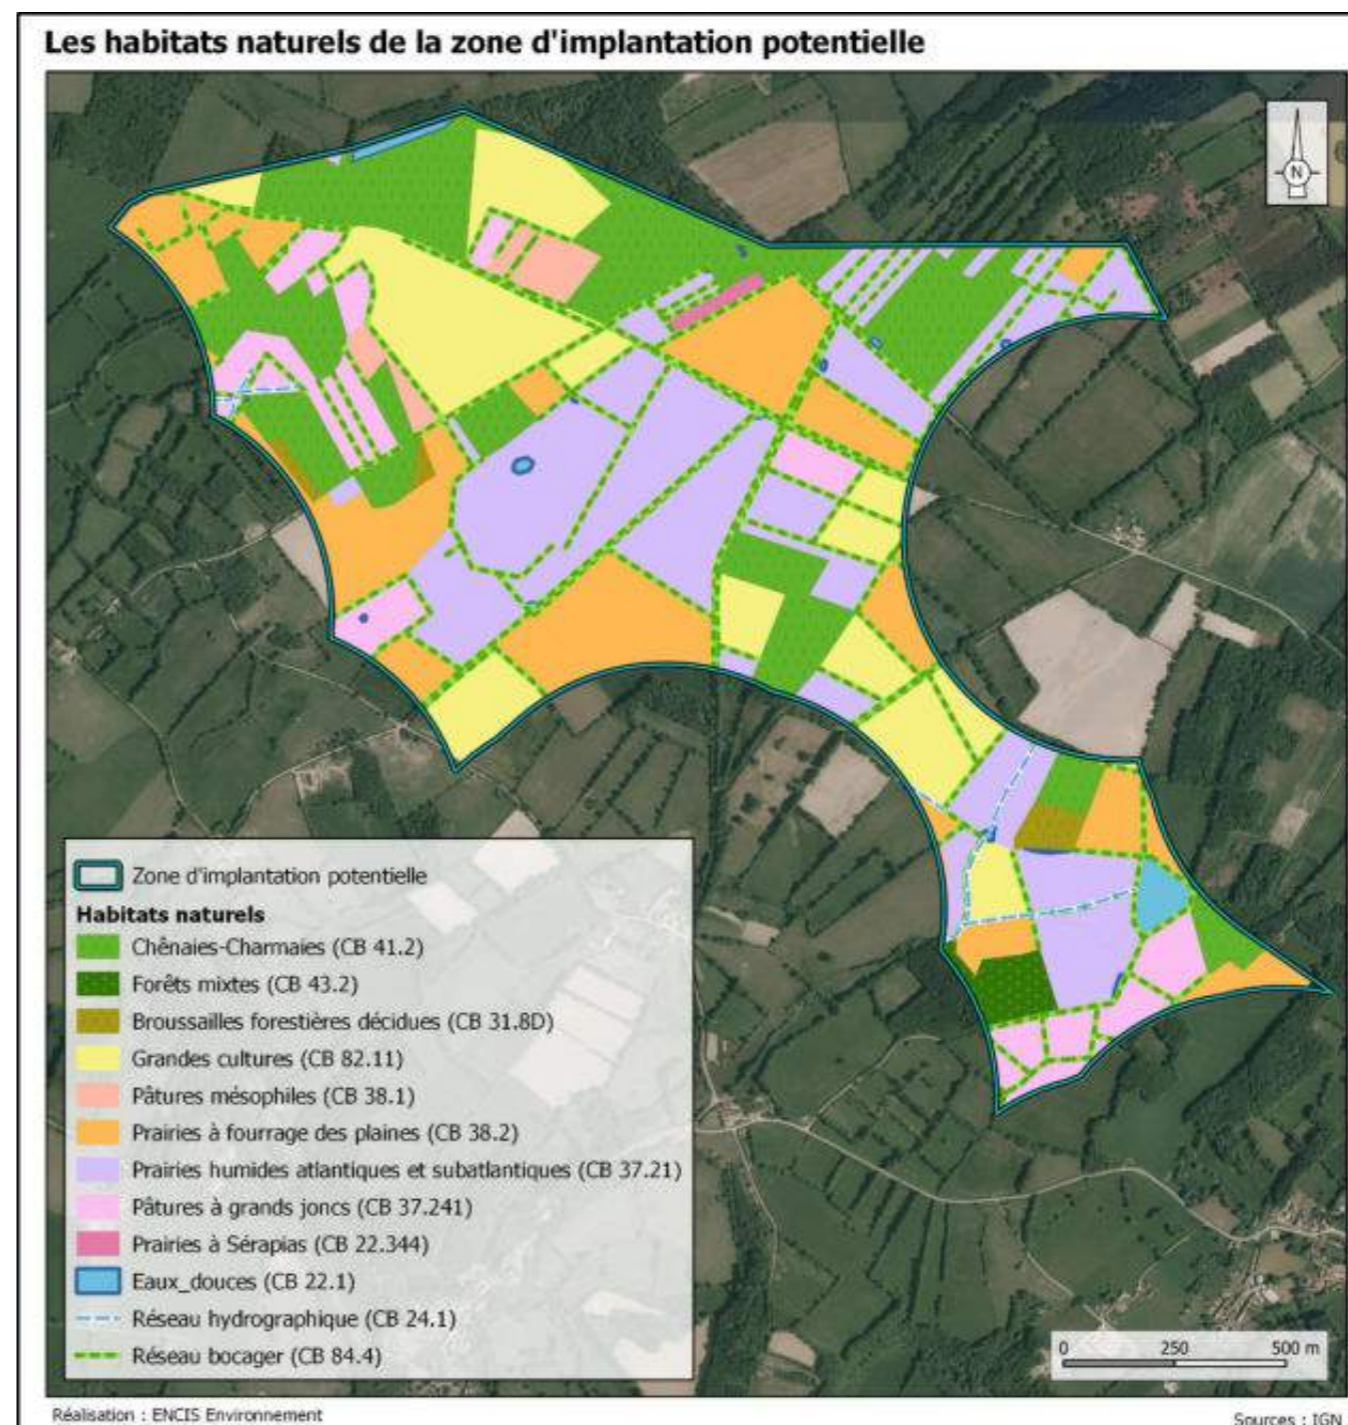 Les habitats naturels de la zone d'implantation potentielle
N
Zone d'implantation potentielle
Habitats naturels
Chênaies-Charmaies (CB 41.2)
Forêts mixtes (CB 43.2)
Broussailles forestières décidues (CB 31.8D)
Grandes cultures (CB 82.11)
Pâtures mésophiles (CB 38.1)
Prairies à fourrage des plaines (CB 38.2)
Prairies humides atlantiques et subatlantiques (CB 37.21)
Pâtures à grands joncs (CB 37.241)
Prairies à Sérapias (CB 22.344)
Eaux_douces (CB 22.1)
Réseau hydrographique (CB 24.1)
Réseau bocager (CB 84.4)
0 250 500 m
Réalisation : ENCIS Environnement
Sources : IGN